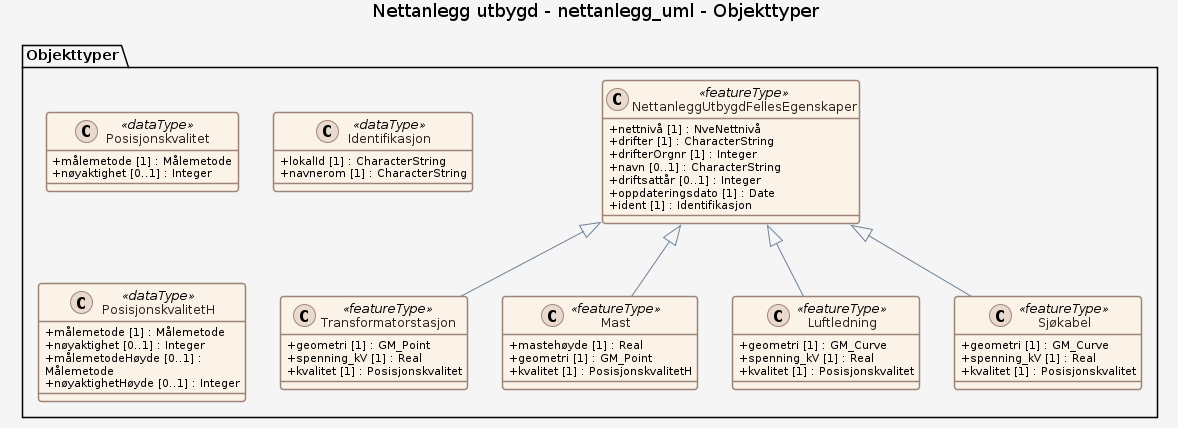 Nettanlegg utbygd - nettanlegg_uml - Objekttyper
Objekttyper
C
«dataType»
Posisjonskvalitet
+målemetode [1] : Målemetode
+nøyaktighet [0..1] : Integer
C
«dataType»
Identifikasjon
+lokalId [1] : CharacterString
+navnerom [1] : CharacterString
C
«featureType»
NettanleggUtbygdFellesEgenskaper
+nettnivå [1] : NveNettnivå
+drifter [1] : CharacterString
+drifterOrgnr [1] : Integer
+navn [0..1] : CharacterString
+driftsattår [0..1] : Integer
+oppdateringsdato [1] : Date
+ident [1] : Identifikasjon
C
«dataType»
PosisjonskvalitetH
+målemetode [1] : Målemetode
+nøyaktighet [0..1] : Integer
+målemetodeHøyde [0..1] :
Målemetode
+nøyaktighetHøyde [0..1] : Integer
C
«featureType»
Transformatorstasjon
+geometri [1] : GM_Point
+spenning_kV [1] : Real
+kvalitet [1] : Posisjonskvalitet
C
«featureType»
Mast
+mastehøyde [1] : Real
+geometri [1] : GM_Point
+kvalitet [1] : PosisjonskvalitetH
C
«featureType»
Luftledning
+geometri [1] : GM_Curve
+spenning_kV [1] : Real
+kvalitet [1] : Posisjonskvalitet
C
«featureType»
Sjøkabel
+geometri [1] : GM_Curve
+spenning_kV [1] : Real
+kvalitet [1] : Posisjonskvalitet